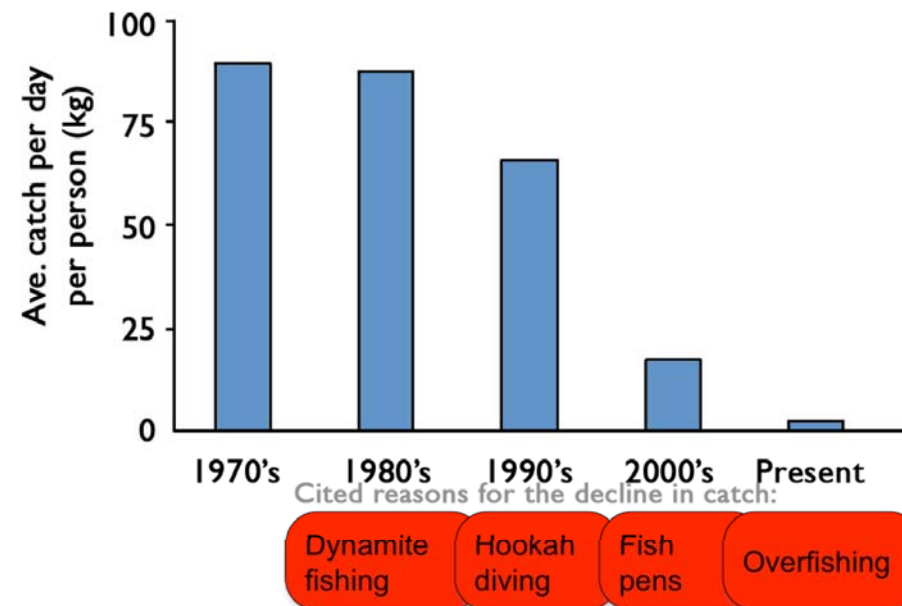 Ave. catch per day
per person (kg)
100
75
50
25
0
1970's 1980's 1990's 2000's Present
Cited reasons for the decline in catch:
Dynamite
fishing
Hookah
diving
Fish
pens
Overfishing